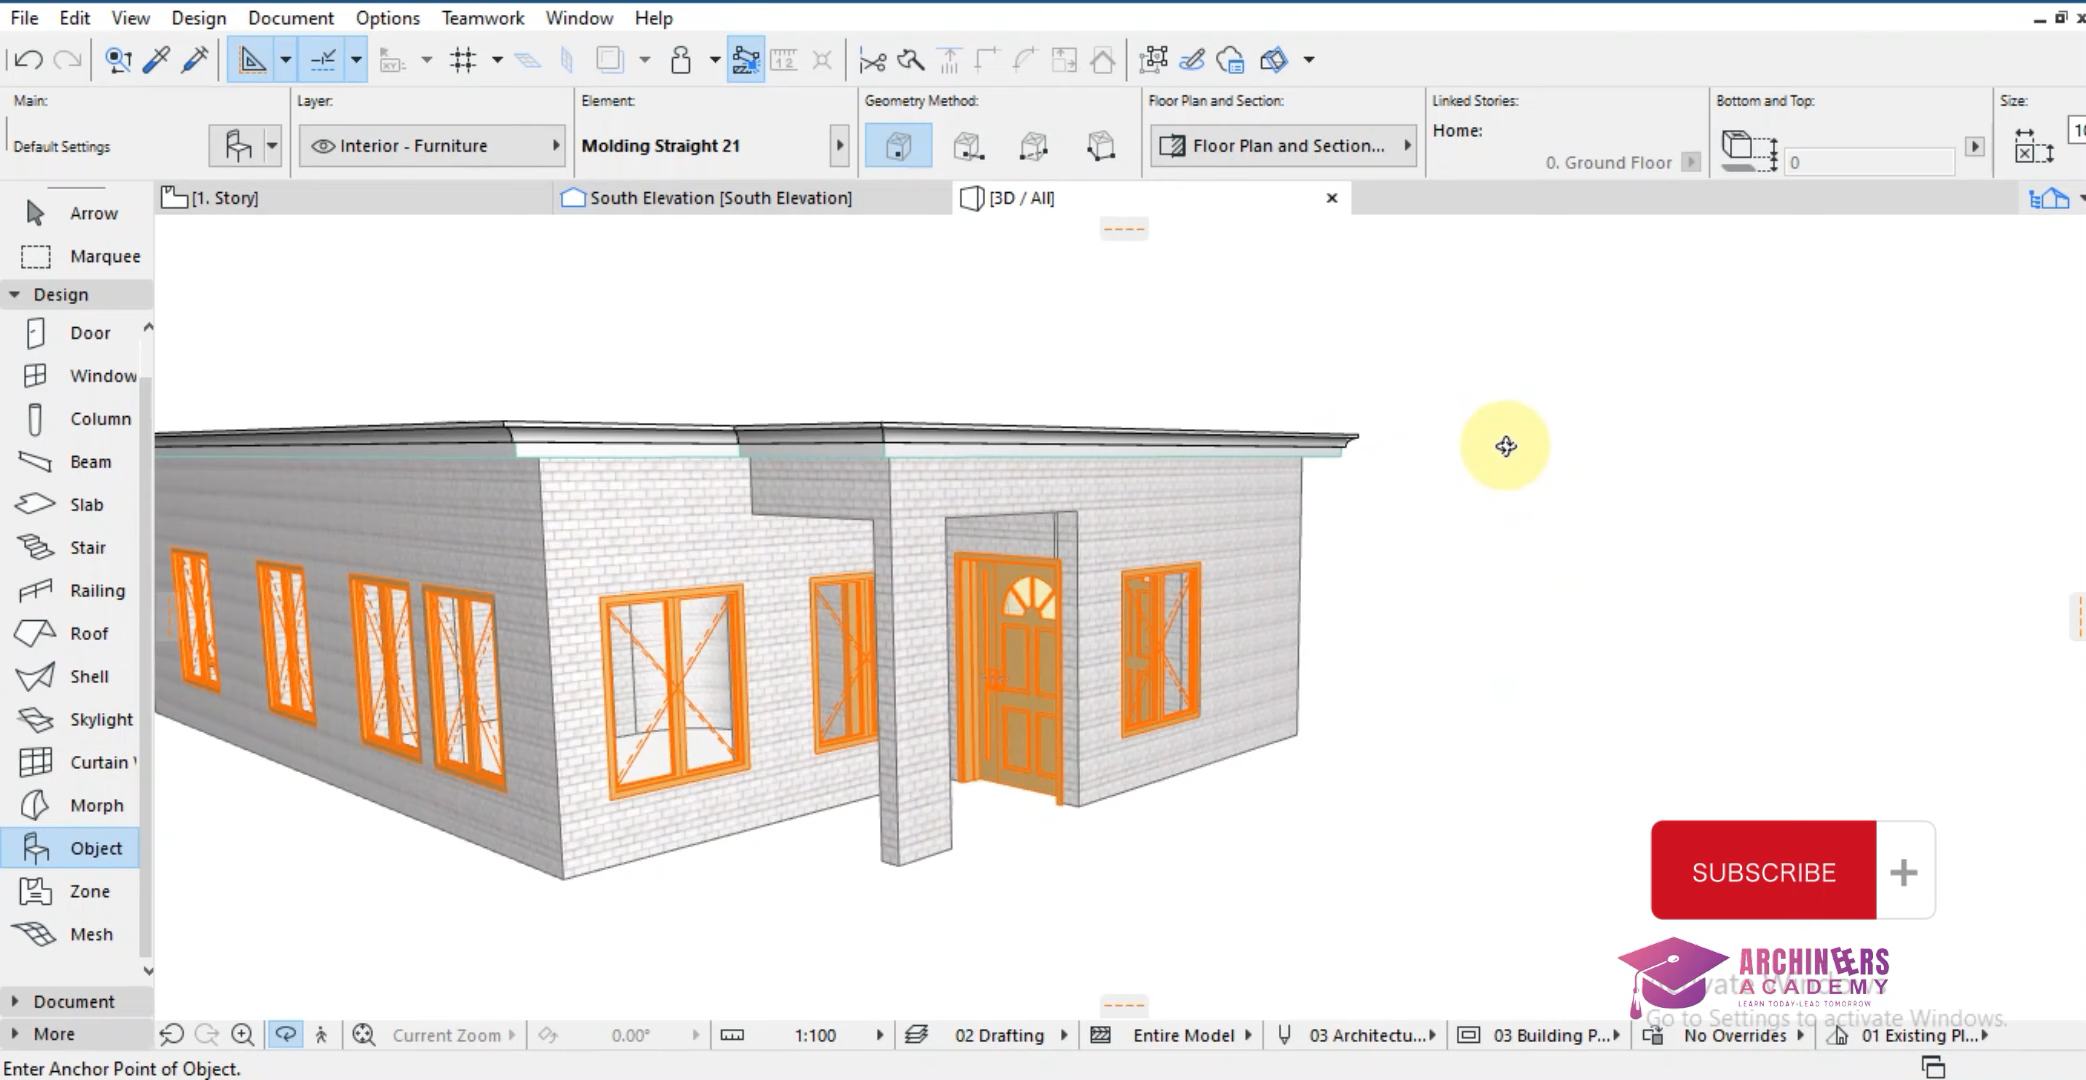 File Edit View Design Document Options Teamwork Window Help
Main: Layer: Element: Geometry Method: Floor Plan and Section: Linked Stories: Bottom and Top: Size:
Default Settings Interior - Furniture Molding Straight 21 Floor Plan and Section... Home: 0. Ground Floor 0
[1. Story] South Elevation [South Elevation] [3D / All]
Arrow
Marquee
Design
Door
Window
Column
Beam
Slab
Stair
Railing
Roof
Shell
Skylight
Curtain
Morph
Object
Zone
Mesh
Document
More
SUBSCRIBE +
ARCHINEERS
ACADEMY
LEARN TODAY-LEAD TOMORROW
Go to Settings to activate Windows.
Current Zoom 0.00° 1:100 02 Drafting Entire Model 03 Architectu... 03 Building P... No Overrides 01 Existing Pl...
Enter Anchor Point of Object.